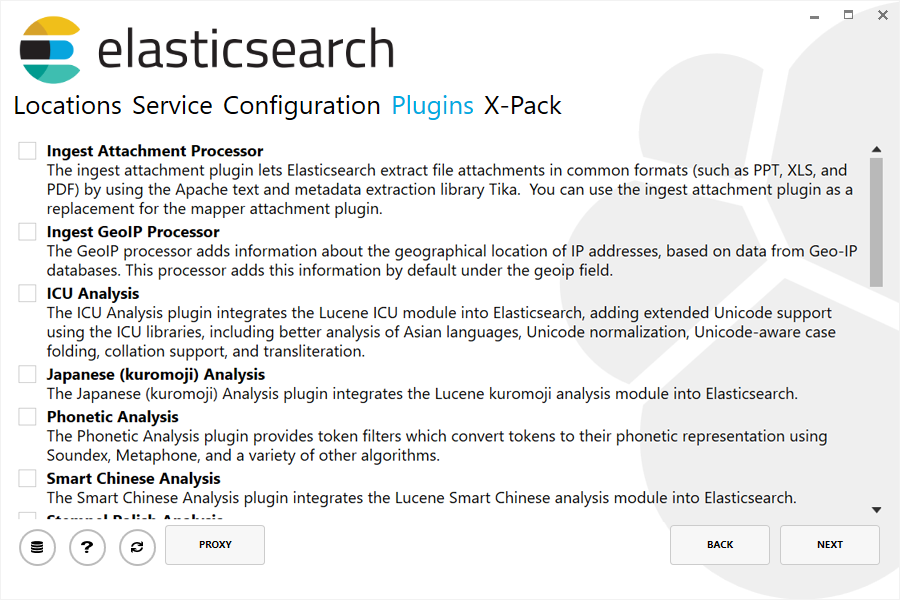 elasticsearch
Locations Service Configuration Plugins X-Pack
Ingest Attachment Processor
The ingest attachment plugin lets Elasticsearch extract file attachments in common formats (such as PPT, XLS, and
PDF) by using the Apache text and metadata extraction library Tika.  You can use the ingest attachment plugin as a
replacement for the mapper attachment plugin.
Ingest GeoIP Processor
The GeoIP processor adds information about the geographical location of IP addresses, based on data from Geo-IP
databases. This processor adds this information by default under the geoip field.
ICU Analysis
The ICU Analysis plugin integrates the Lucene ICU module into Elasticsearch, adding extended Unicode support
using the ICU libraries, including better analysis of Asian languages, Unicode normalization, Unicode-aware case
folding, collation support, and transliteration.
Japanese (kuromoji) Analysis
The Japanese (kuromoji) Analysis plugin integrates the Lucene kuromoji analysis module into Elasticsearch.
Phonetic Analysis
The Phonetic Analysis plugin provides token filters which convert tokens to their phonetic representation using
Soundex, Metaphone, and a variety of other algorithms.
Smart Chinese Analysis
The Smart Chinese Analysis plugin integrates the Lucene Smart Chinese analysis module into Elasticsearch.
Stempel Polish Analysis
? PROXY BACK NEXT